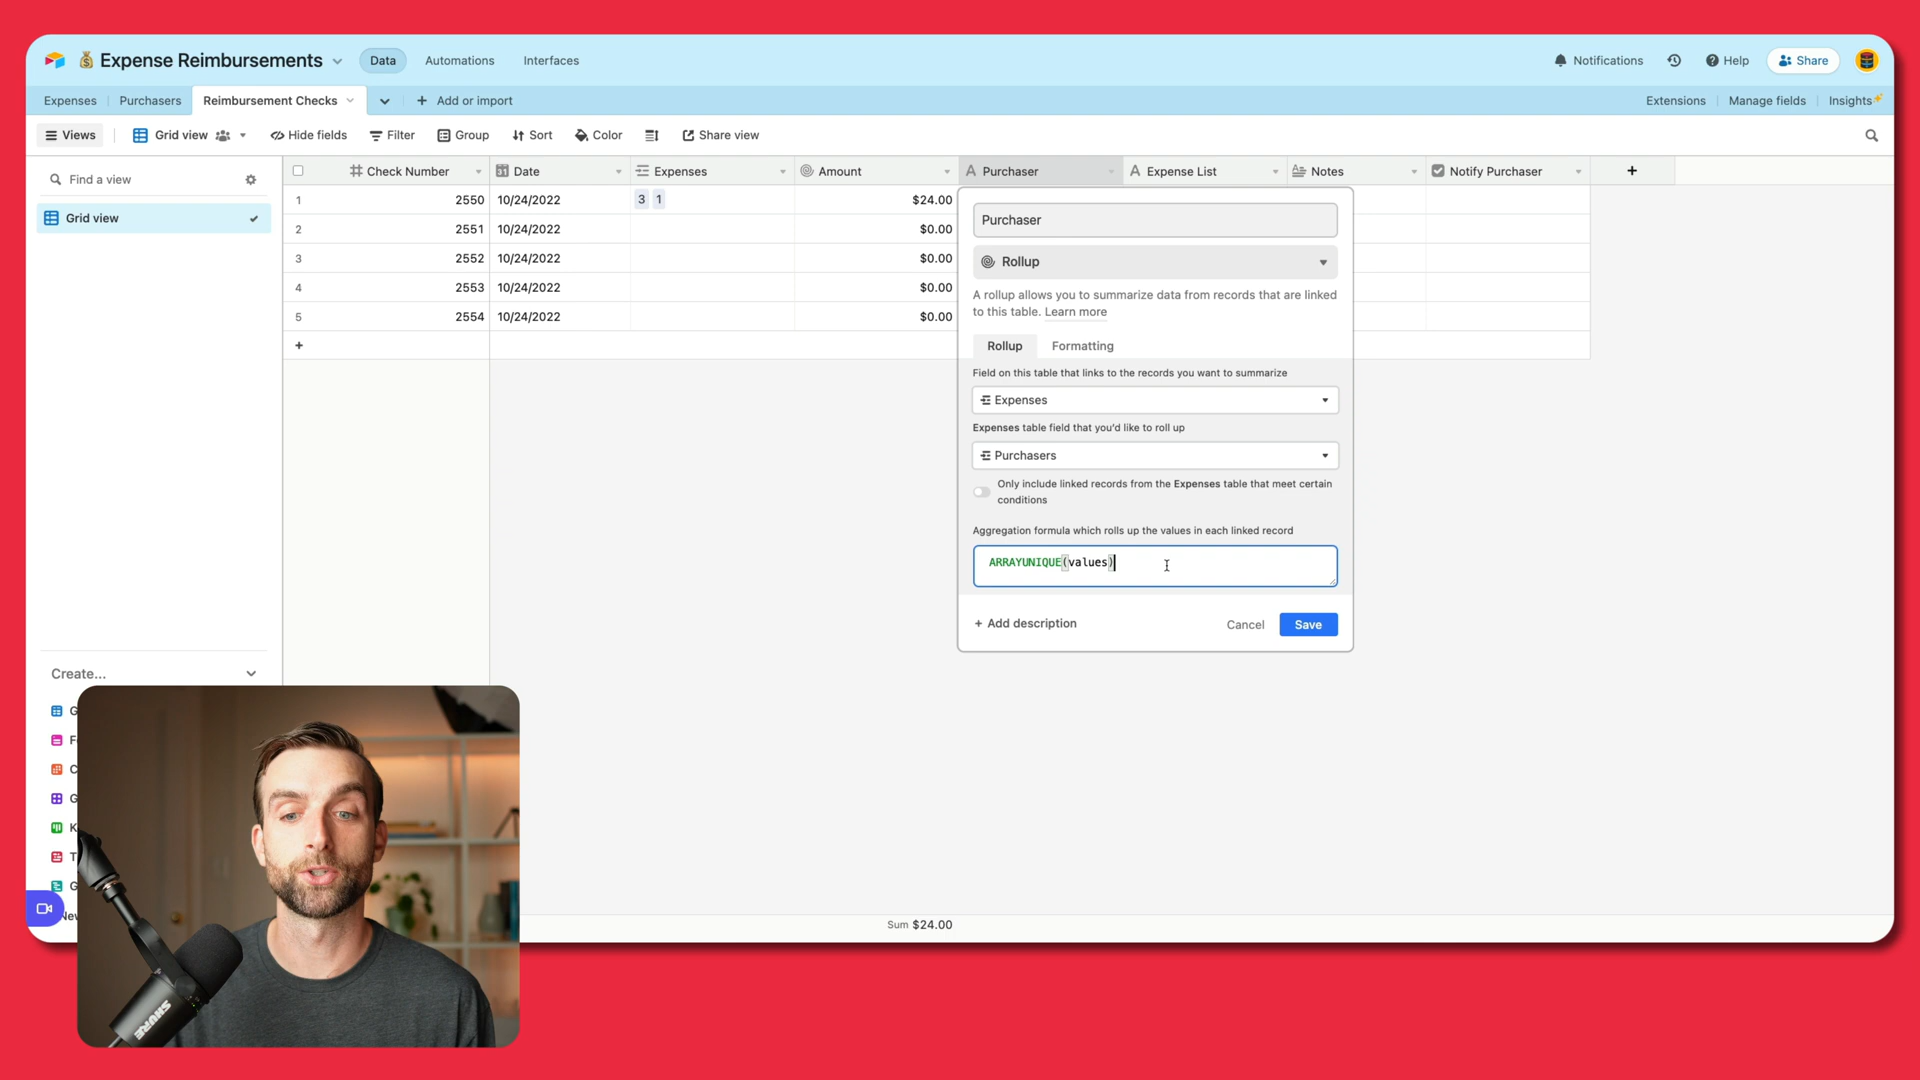 Expense Reimbursements
Data
Automations
Interfaces
Notifications
Help
Share
Expenses
Purchasers
Reimbursement Checks
Add or import
Extensions
Manage fields
Insights
Views
Grid view
Hide fields
Filter
Group
Sort
Color
Share view
Find a view
Grid view
Check Number
Date
Expenses
Amount
Purchaser
Expense List
Notes
Notify Purchaser
1 2550 10/24/2022 3 1 $24.00
2 2551 10/24/2022 $0.00
3 2552 10/24/2022 $0.00
4 2553 10/24/2022 $0.00
5 2554 10/24/2022 $0.00
Purchaser
Rollup
A rollup allows you to summarize data from records that are linked
to this table. Learn more
Rollup
Formatting
Field on this table that links to the records you want to summarize
Expenses
Expenses table field that you'd like to roll up
Purchasers
Only include linked records from the Expenses table that meet certain
conditions
Aggregation formula which rolls up the values in each linked record
ARRAYUNIQUE(values)
+ Add description
Cancel
Save
Create...
G
F
C
G
K
T
G
New
Sum $24.00
SHURE